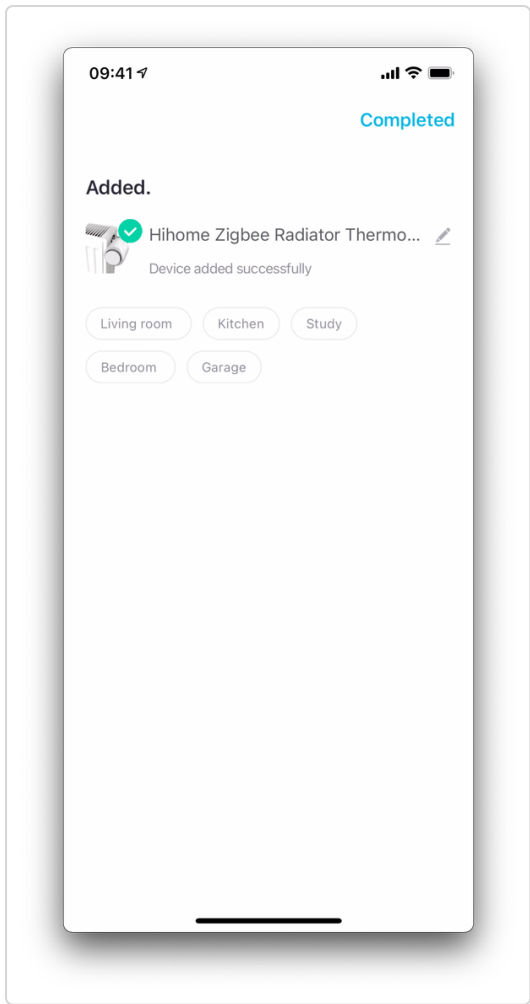 09:41
Completed
Added.
Hihome Zigbee Radiator Thermo...
Device added successfully
Living room Kitchen Study
Bedroom Garage